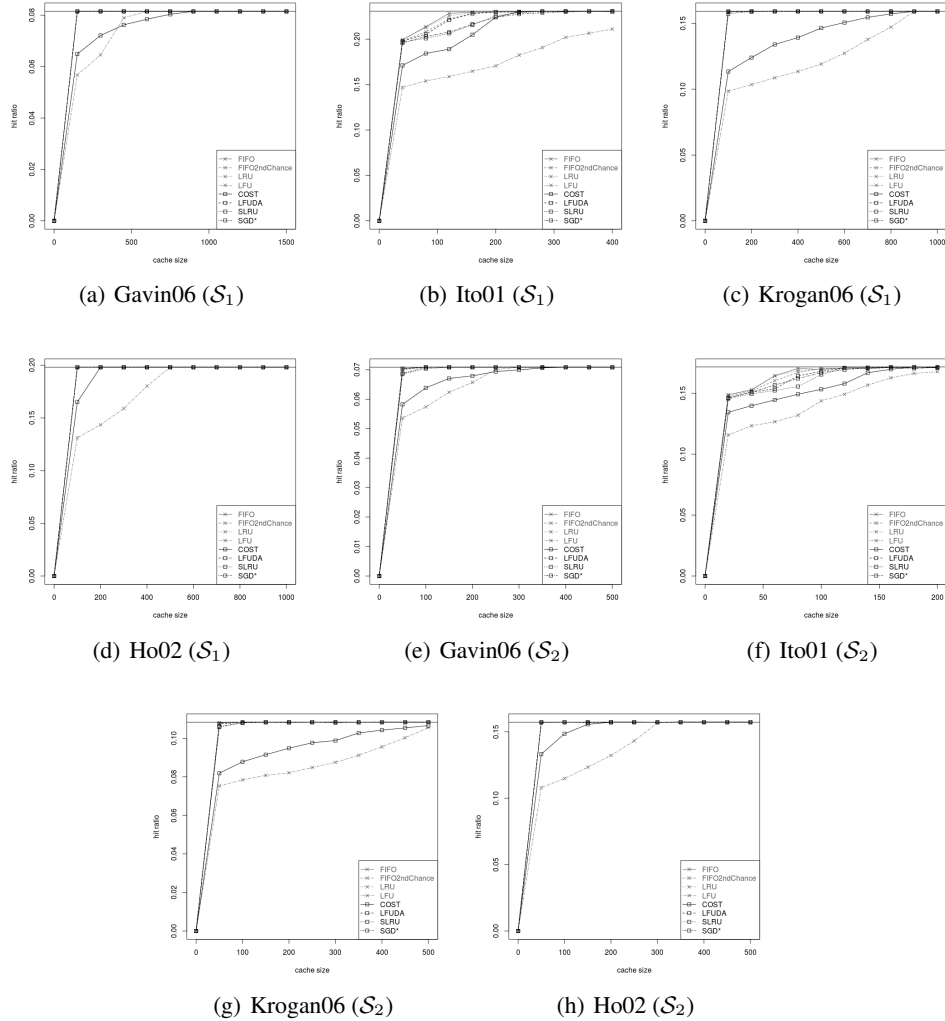 hit ratio
0.00 0.02 0.04 0.06 0.08
FIFO
FIFO2ndChance
LRU
LFU
COST
LFUDA
SLRU
SGD*
0 500 1000 1500
cache size
(a) Gavin06 (S₁)
hit ratio
0.00 0.05 0.10 0.15 0.20
FIFO
FIFO2ndChance
LRU
LFU
COST
LFUDA
SLRU
SGD*
0 100 200 300 400
cache size
(b) Ito01 (S₁)
hit ratio
0.00 0.05 0.10 0.15
FIFO
FIFO2ndChance
LRU
LFU
COST
LFUDA
SLRU
SGD*
0 200 400 600 800 1000
cache size
(c) Krogan06 (S₁)
hit ratio
0.00 0.05 0.10 0.15 0.20
FIFO
FIFO2ndChance
LRU
LFU
COST
LFUDA
SLRU
SGD*
0 200 400 600 800 1000
cache size
(d) Ho02 (S₁)
hit ratio
0.00 0.01 0.02 0.03 0.04 0.05 0.06 0.07
FIFO
FIFO2ndChance
LRU
LFU
COST
LFUDA
SLRU
SGD*
0 100 200 300 400 500
cache size
(e) Gavin06 (S₂)
hit ratio
0.00 0.05 0.10 0.15
FIFO
FIFO2ndChance
LRU
LFU
COST
LFUDA
SLRU
SGD*
0 50 100 150 200
cache size
(f) Ito01 (S₂)
hit ratio
0.00 0.02 0.04 0.06 0.08 0.10
FIFO
FIFO2ndChance
LRU
LFU
COST
LFUDA
SLRU
SGD*
0 100 200 300 400 500
cache size
(g) Krogan06 (S₂)
hit ratio
0.00 0.05 0.10 0.15
FIFO
FIFO2ndChance
LRU
LFU
COST
LFUDA
SLRU
SGD*
0 100 200 300 400 500
cache size
(h) Ho02 (S₂)